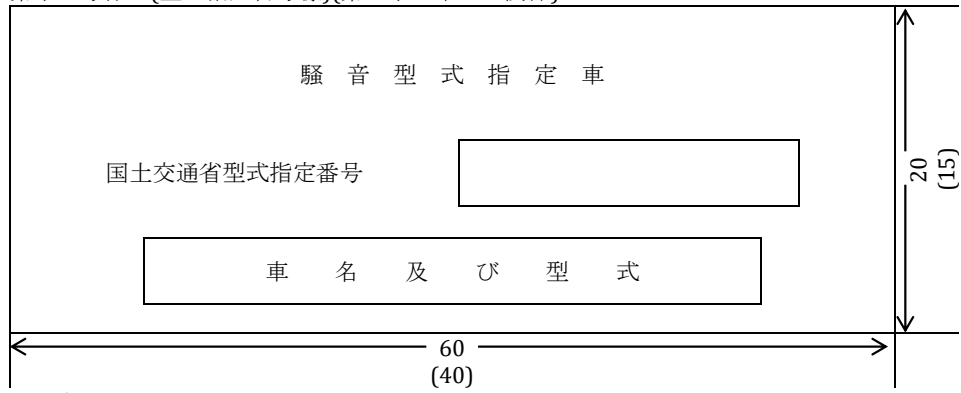 騒 音 型 式 指 定 車
国土交通省型式指定番号
車 名 及 び 型 式
20
(15)
60
(40)